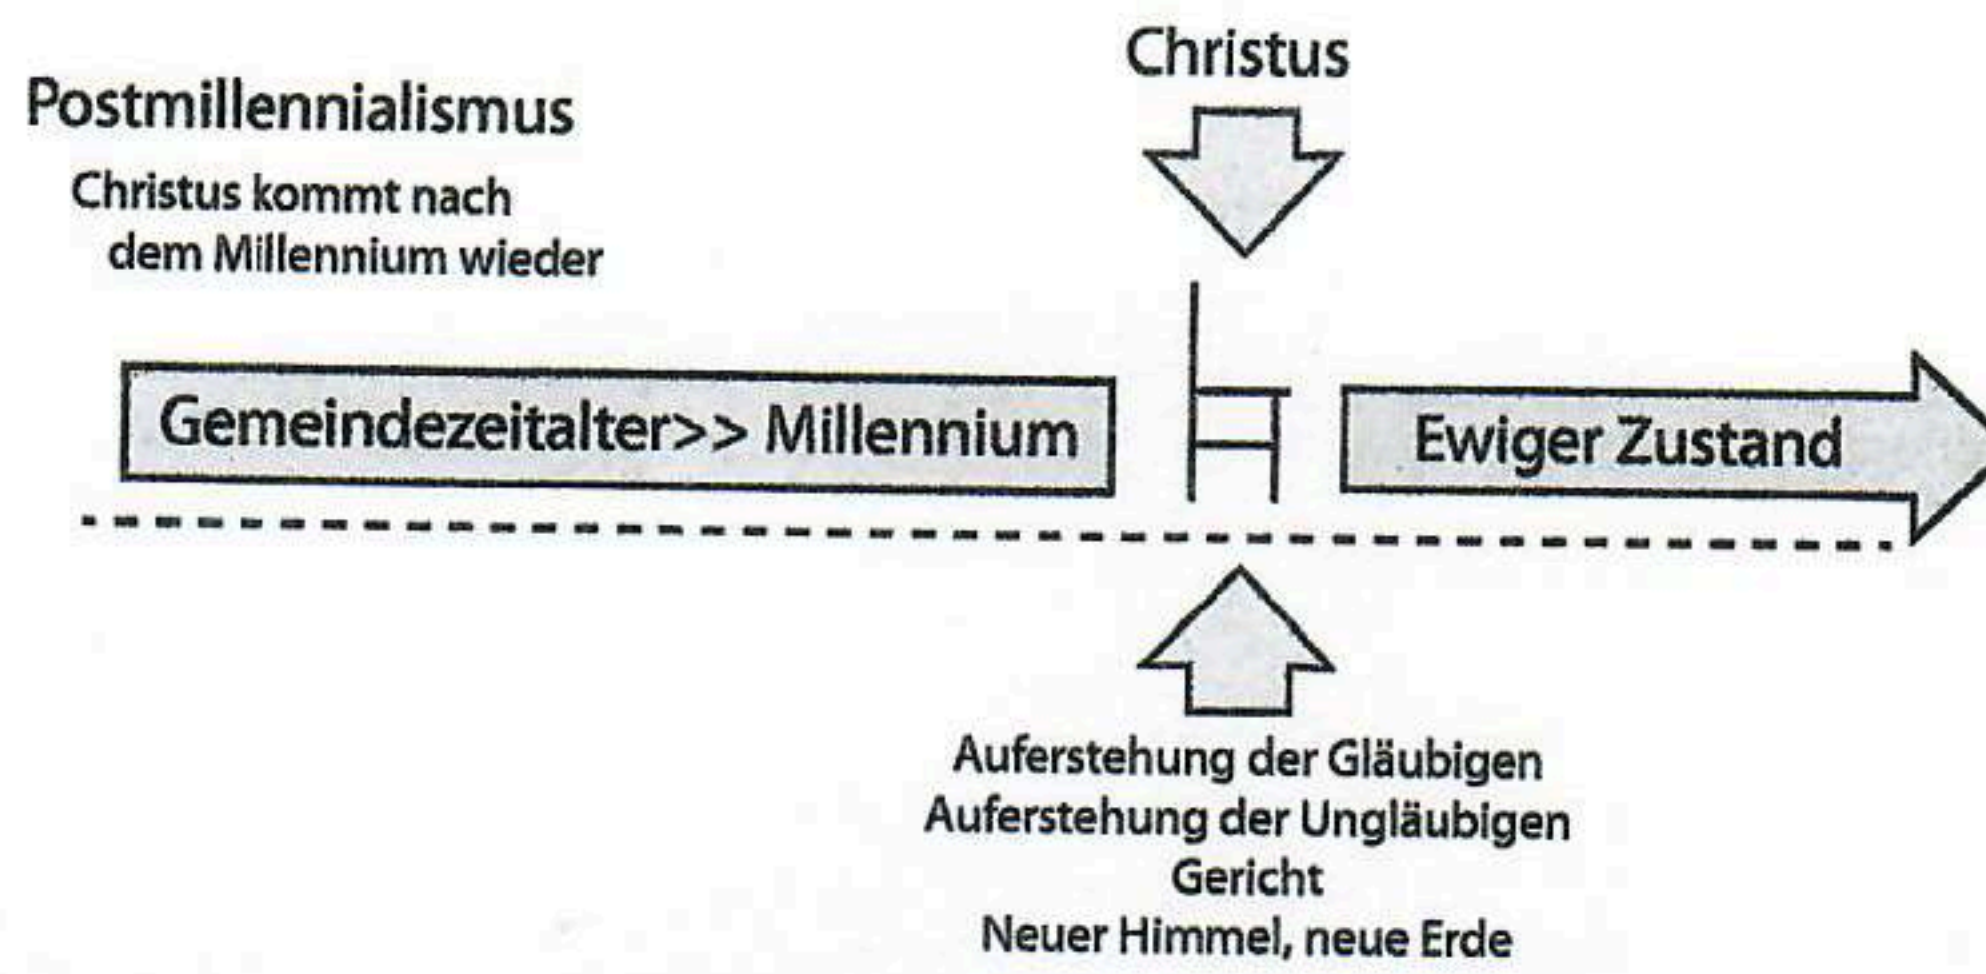 Postmillennialismus
Christus kommt nach
dem Millennium wieder
Christus
Gemeindezeitalter>> Millennium
Ewiger Zustand
Auferstehung der Gläubigen
Auferstehung der Ungläubigen
Gericht
Neuer Himmel, neue Erde